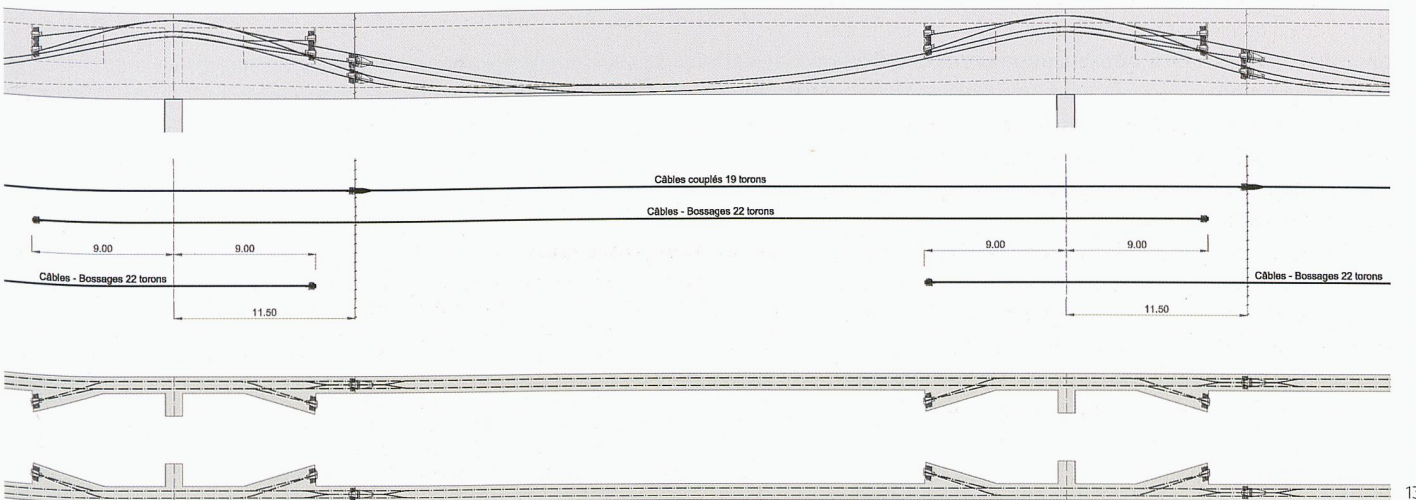 Câbles couplés 19 torons
Câbles - Bossages 22 torons
9.00 9.00 9.00 9.00
Câbles - Bossages 22 torons Câbles - Bossages 22 torons
11.50 11.50